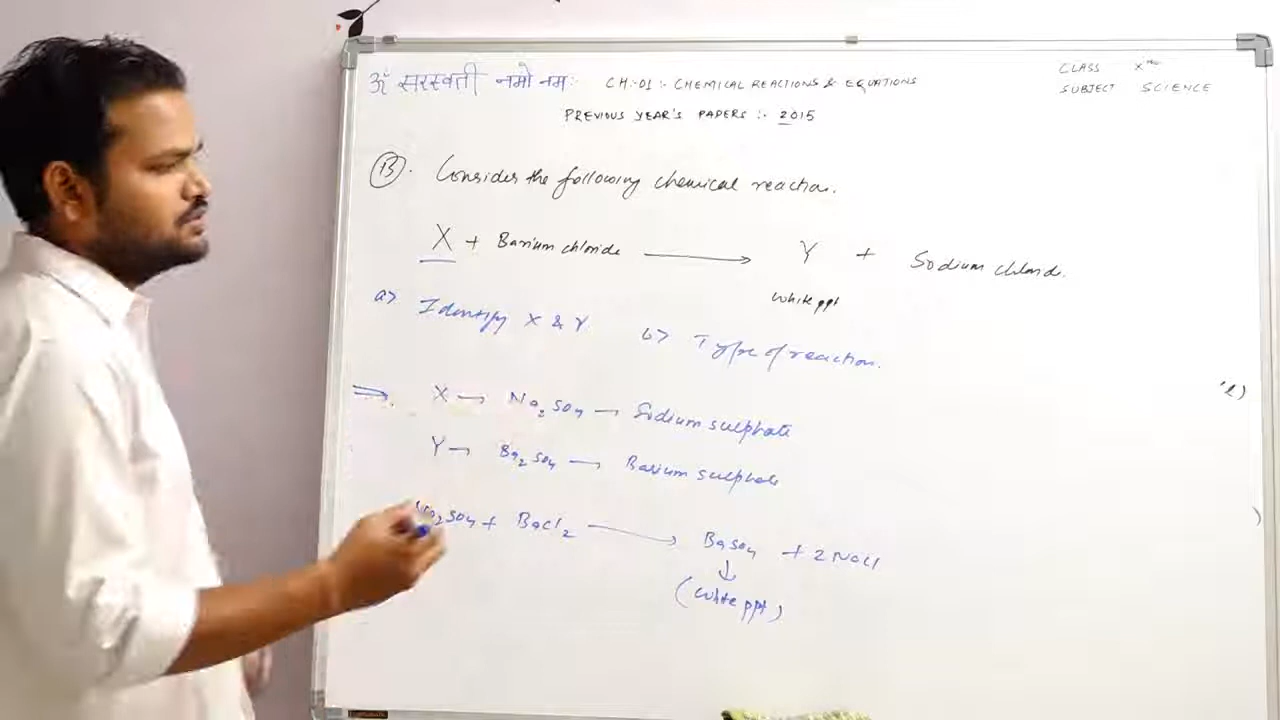 ॐ सरस्वती नमो नमः CH:-01:- CHEMICAL REACTIONS & EQUATIONS
CLASS X
SUBJECT SCIENCE
PREVIOUS YEAR'S PAPERS :- 2015
13. Consider the following chemical reaction.
X + Barium chloride → Y + Sodium chloride.
White ppt
a> Identify X & Y b> Type of reaction.
⇒ X → Na₂SO₄ → Sodium sulphate
Y → Ba₂SO₄ → Barium sulphate
Na₂SO₄ + BaCl₂ → BaSO₄ + 2NaCl
↓
(White ppt)